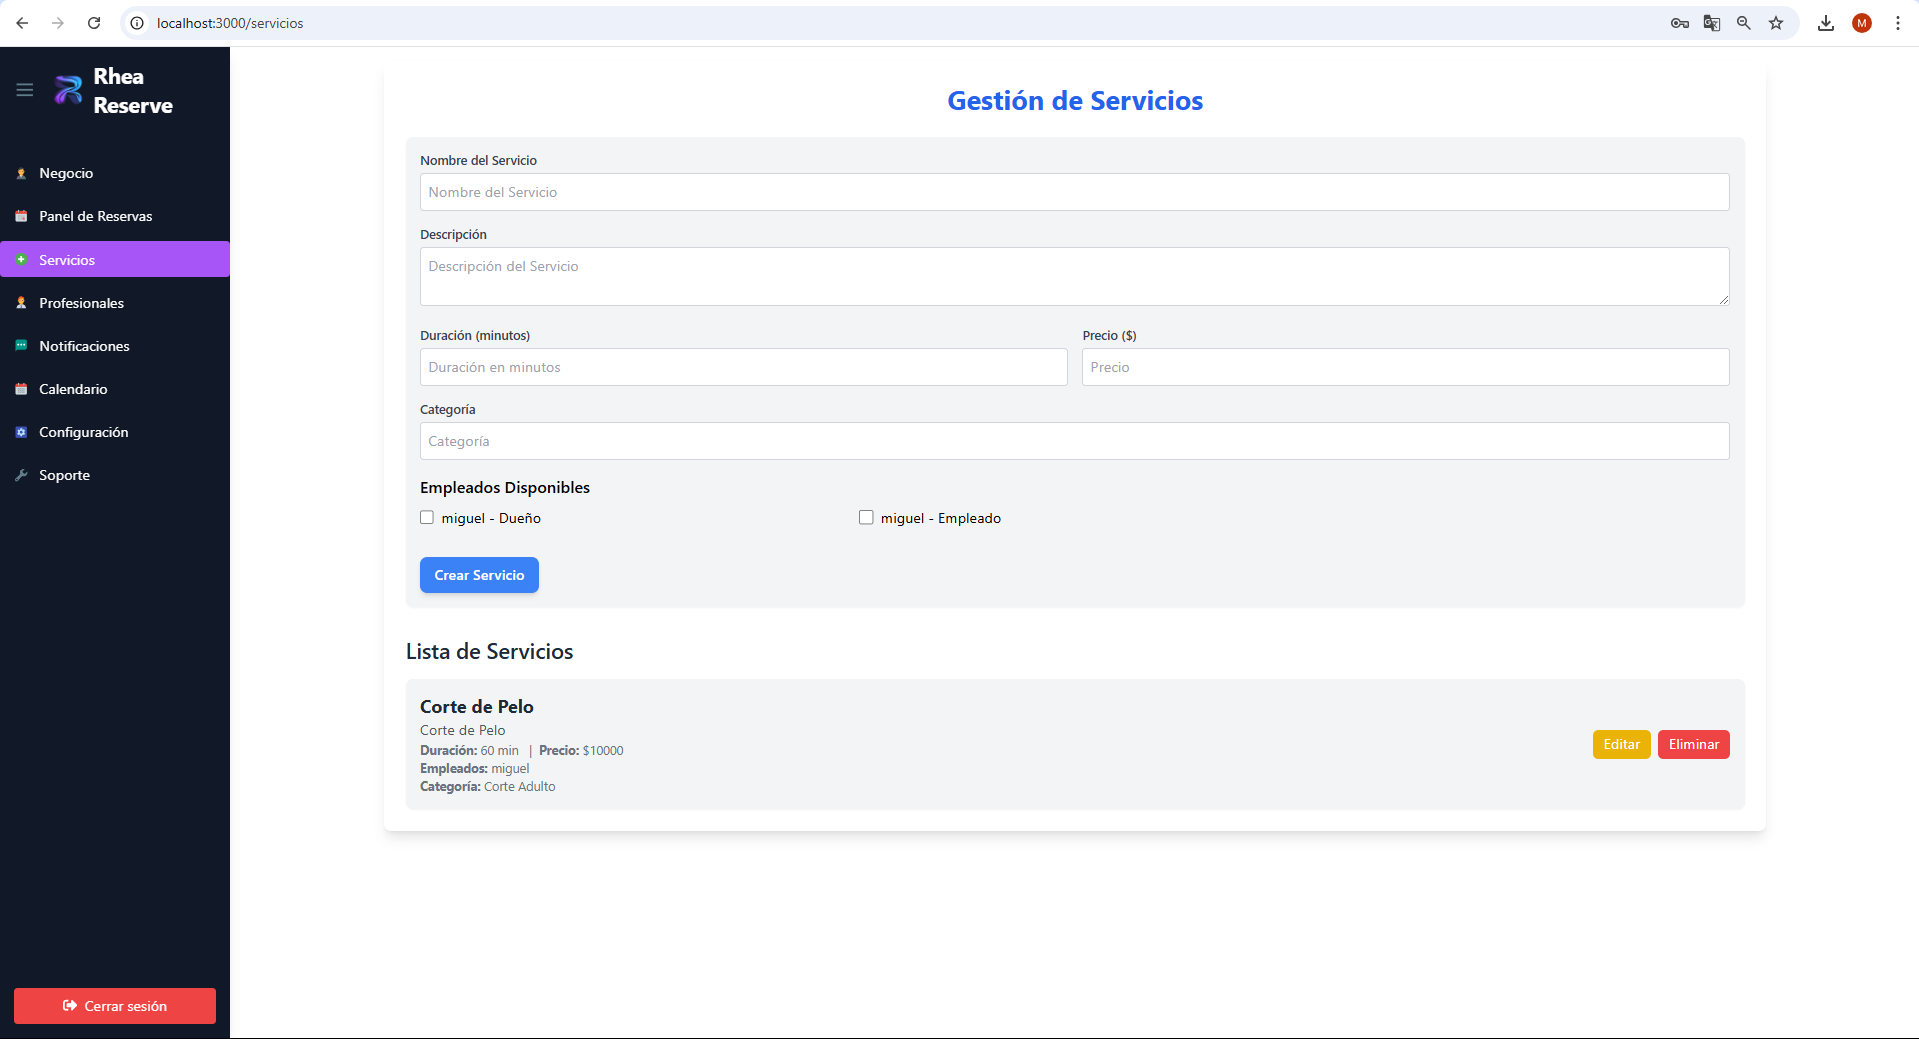 localhost:3000/servicios
M
Rhea
Reserve
Negocio
Panel de Reservas
Servicios
Profesionales
Notificaciones
Calendario
Configuración
Soporte
Cerrar sesión
Gestión de Servicios
Nombre del Servicio
Nombre del Servicio
Descripción
Descripción del Servicio
Duración (minutos)
Precio ($)
Duración en minutos
Precio
Categoría
Categoría
Empleados Disponibles
miguel - Dueño
miguel - Empleado
Crear Servicio
Lista de Servicios
Corte de Pelo
Corte de Pelo
Duración: 60 min | Precio: $10000
Empleados: miguel
Categoría: Corte Adulto
Editar
Eliminar